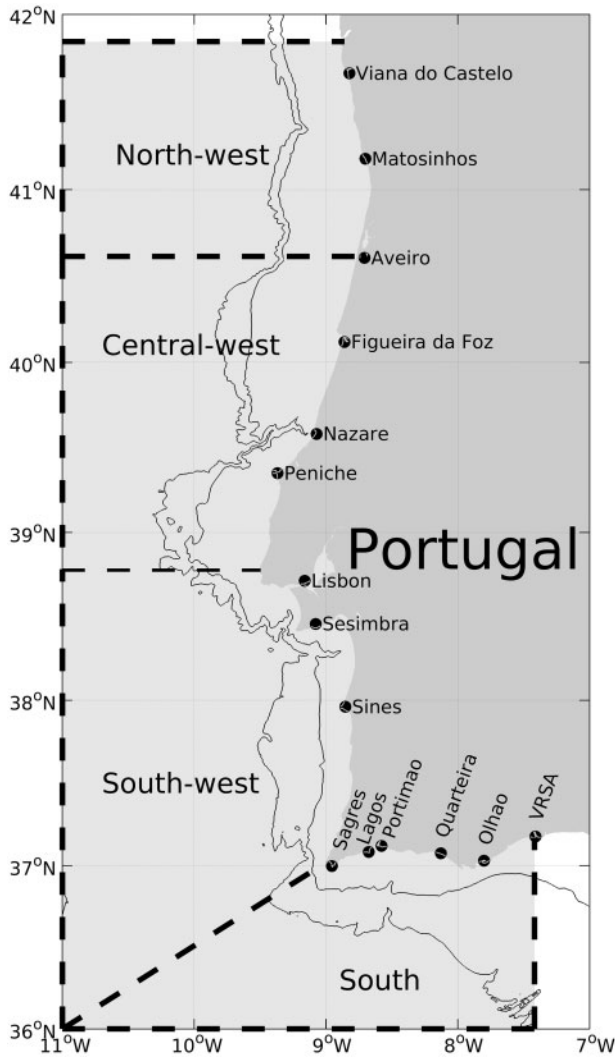 42°N
Viana do Castelo
North-west
Matosinhos
41°N
Aveiro
Central-west
Figueira da Foz
40°N
Nazare
Peniche
39°N
Portugal
Lisbon
Sesimbra
38°N
Sines
South-west
Sagres
Lagos
Portimao
Quarteira
Olhao
VRSA
37°N
South
36°N
11°W 10°W 9°W 8°W 7°W